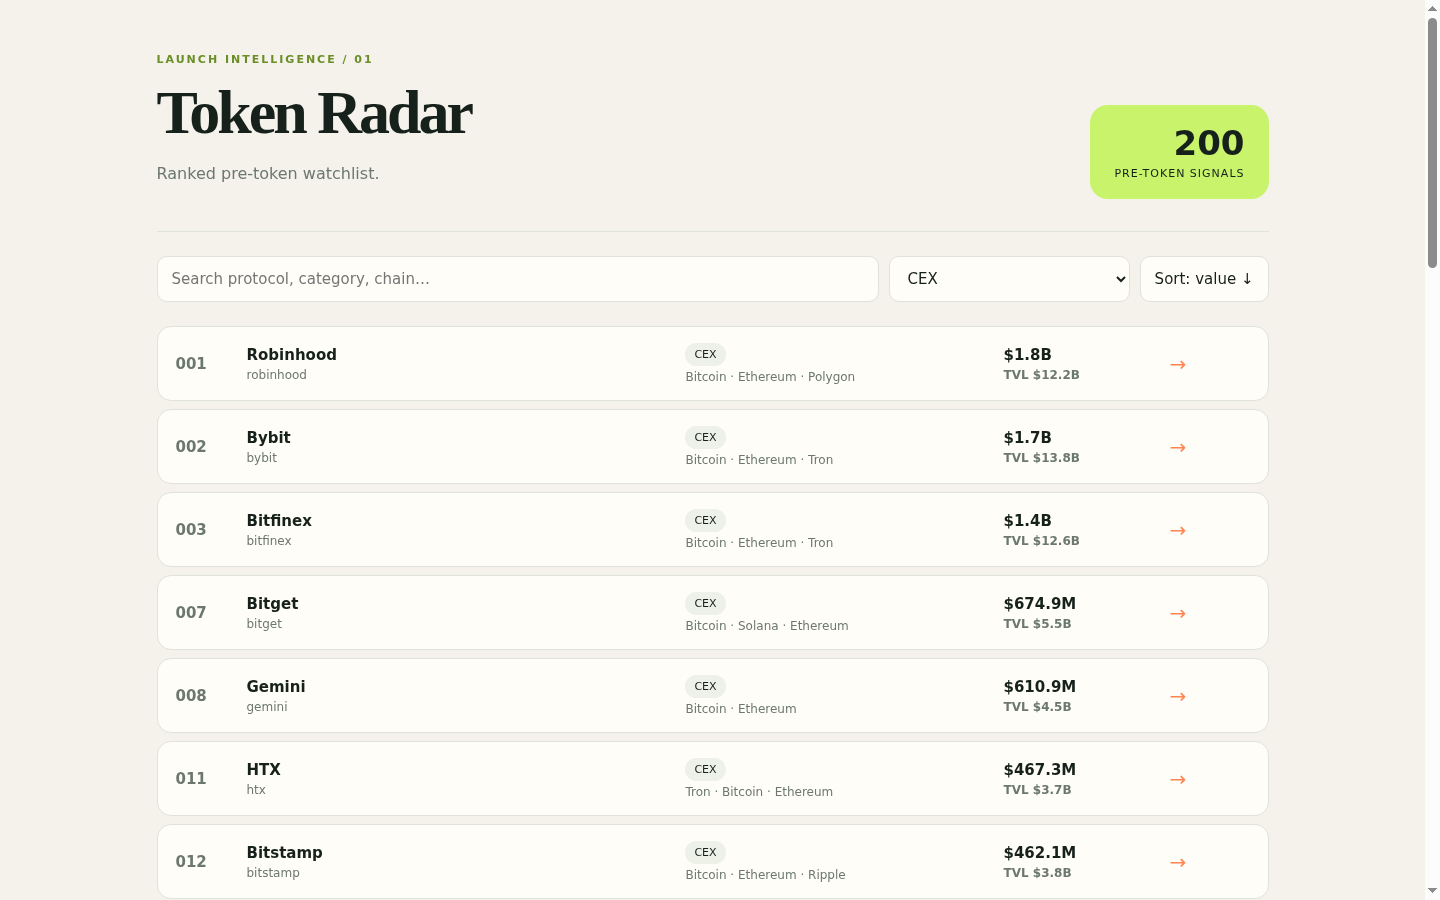 LAUNCH INTELLIGENCE / 01
Token Radar
Ranked pre-token watchlist.
200
PRE-TOKEN SIGNALS
Search protocol, category, chain...
CEX
Sort: value ↓
001
Robinhood
robinhood
CEX
Bitcoin · Ethereum · Polygon
$1.8B
TVL $12.2B
→
002
Bybit
bybit
CEX
Bitcoin · Ethereum · Tron
$1.7B
TVL $13.8B
→
003
Bitfinex
bitfinex
CEX
Bitcoin · Ethereum · Tron
$1.4B
TVL $12.6B
→
007
Bitget
bitget
CEX
Bitcoin · Solana · Ethereum
$674.9M
TVL $5.5B
→
008
Gemini
gemini
CEX
Bitcoin · Ethereum
$610.9M
TVL $4.5B
→
011
HTX
htx
CEX
Tron · Bitcoin · Ethereum
$467.3M
TVL $3.7B
→
012
Bitstamp
bitstamp
CEX
Bitcoin · Ethereum · Ripple
$462.1M
TVL $3.8B
→